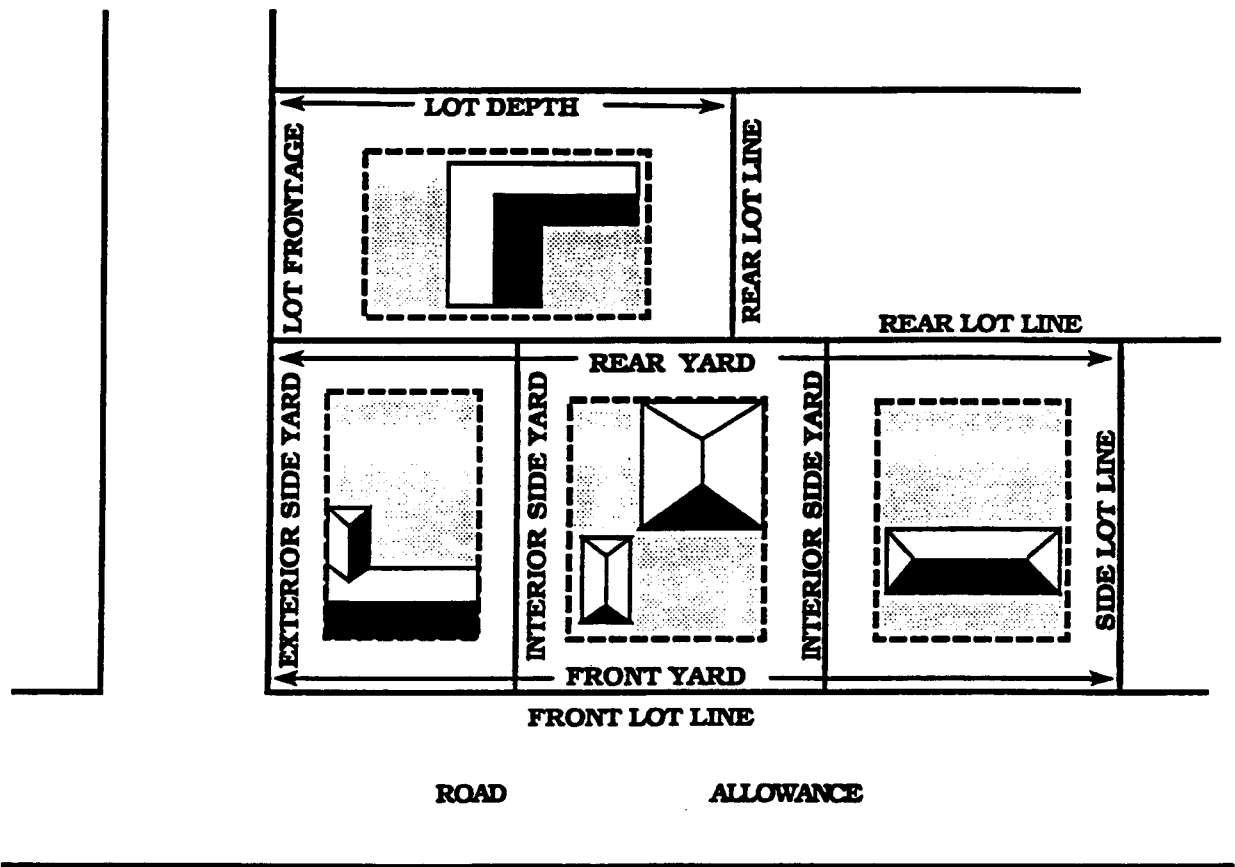 LOT DEPTH
LOT FRONTAGE
REAR LOT LINE
REAR LOT LINE
REAR YARD
EXTERIOR SIDE YARD
INTERIOR SIDE YARD
INTERIOR SIDE YARD
SIDE LOT LINE
FRONT YARD
FRONT LOT LINE
ROAD ALLOWANCE